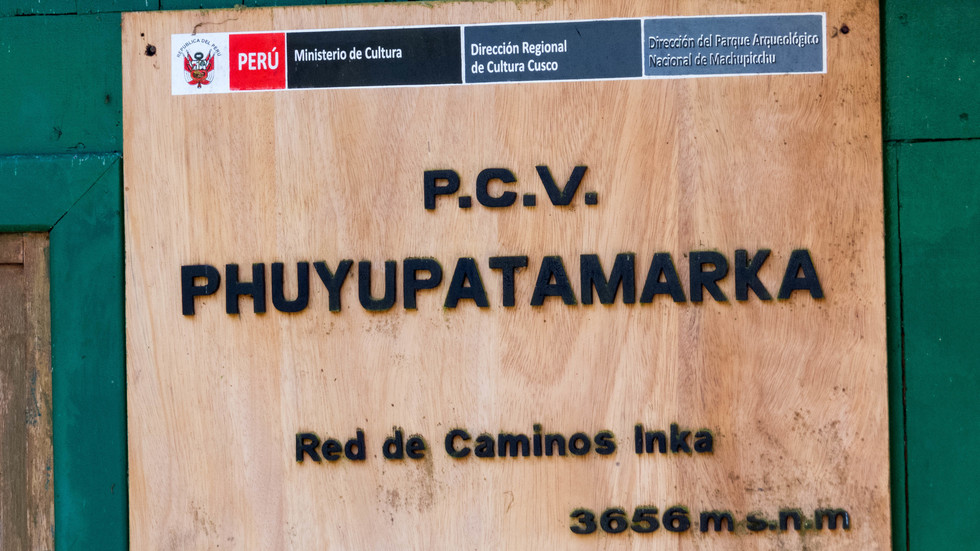 REPÚBLICA DEL PERÚ
PERÚ
Ministerio de Cultura
Dirección Regional
de Cultura Cusco
Dirección del Parque Arqueológico
Nacional de Machupicchu
P.C.V.
PHUYUPATAMARKA
Red de Caminos Inka
3656 m s.n.m